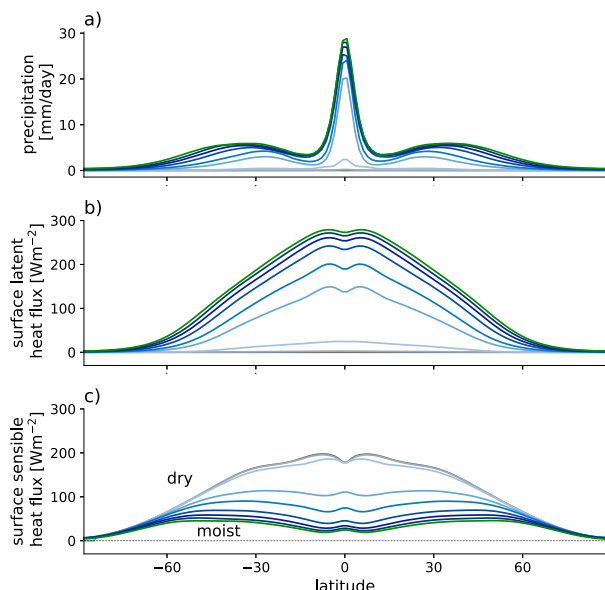 a)
30
20
10
0
precipitation
[mm/day]
b)
300
200
100
0
surface latent
heat flux [Wm⁻²]
c)
300
200
100
0
surface sensible
heat flux [Wm⁻²]
dry
moist
−60
−30
0
30
60
latitude